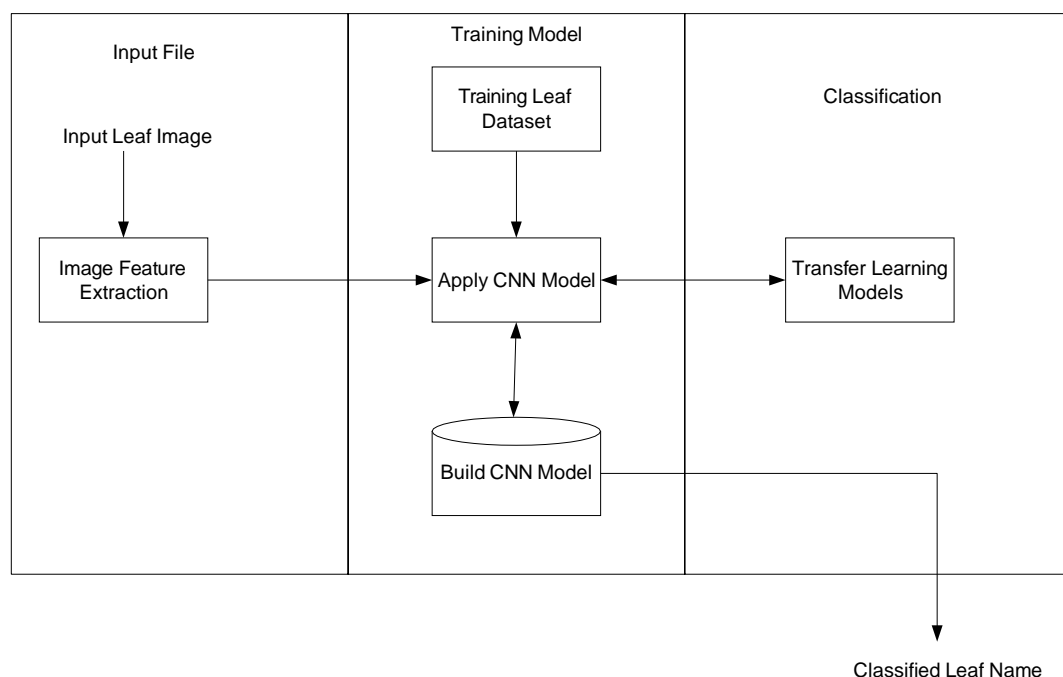 Input File
Training Model
Classification
Training Leaf
Dataset
Input Leaf Image
Image Feature
Extraction
Apply CNN Model
Transfer Learning
Models
Build CNN Model
Classified Leaf Name